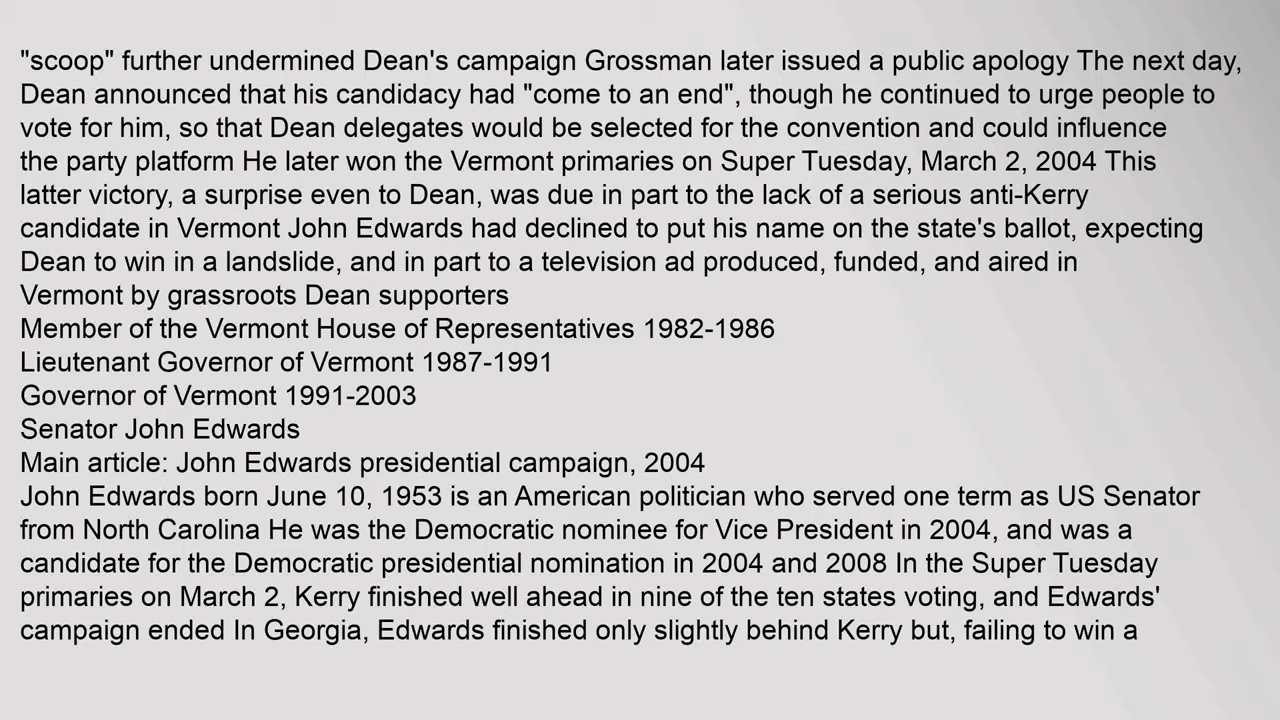 "scoop" further undermined Dean's campaign Grossman later issued a public apology The next day,
Dean announced that his candidacy had "come to an end", though he continued to urge people to
vote for him, so that Dean delegates would be selected for the convention and could influence
the party platform He later won the Vermont primaries on Super Tuesday, March 2, 2004 This
latter victory, a surprise even to Dean, was due in part to the lack of a serious anti-Kerry
candidate in Vermont John Edwards had declined to put his name on the state's ballot, expecting
Dean to win in a landslide, and in part to a television ad produced, funded, and aired in
Vermont by grassroots Dean supporters
Member of the Vermont House of Representatives 1982-1986
Lieutenant Governor of Vermont 1987-1991
Governor of Vermont 1991-2003
Senator John Edwards
Main article: John Edwards presidential campaign, 2004
John Edwards born June 10, 1953 is an American politician who served one term as US Senator
from North Carolina He was the Democratic nominee for Vice President in 2004, and was a
candidate for the Democratic presidential nomination in 2004 and 2008 In the Super Tuesday
primaries on March 2, Kerry finished well ahead in nine of the ten states voting, and Edwards'
campaign ended In Georgia, Edwards finished only slightly behind Kerry but, failing to win a